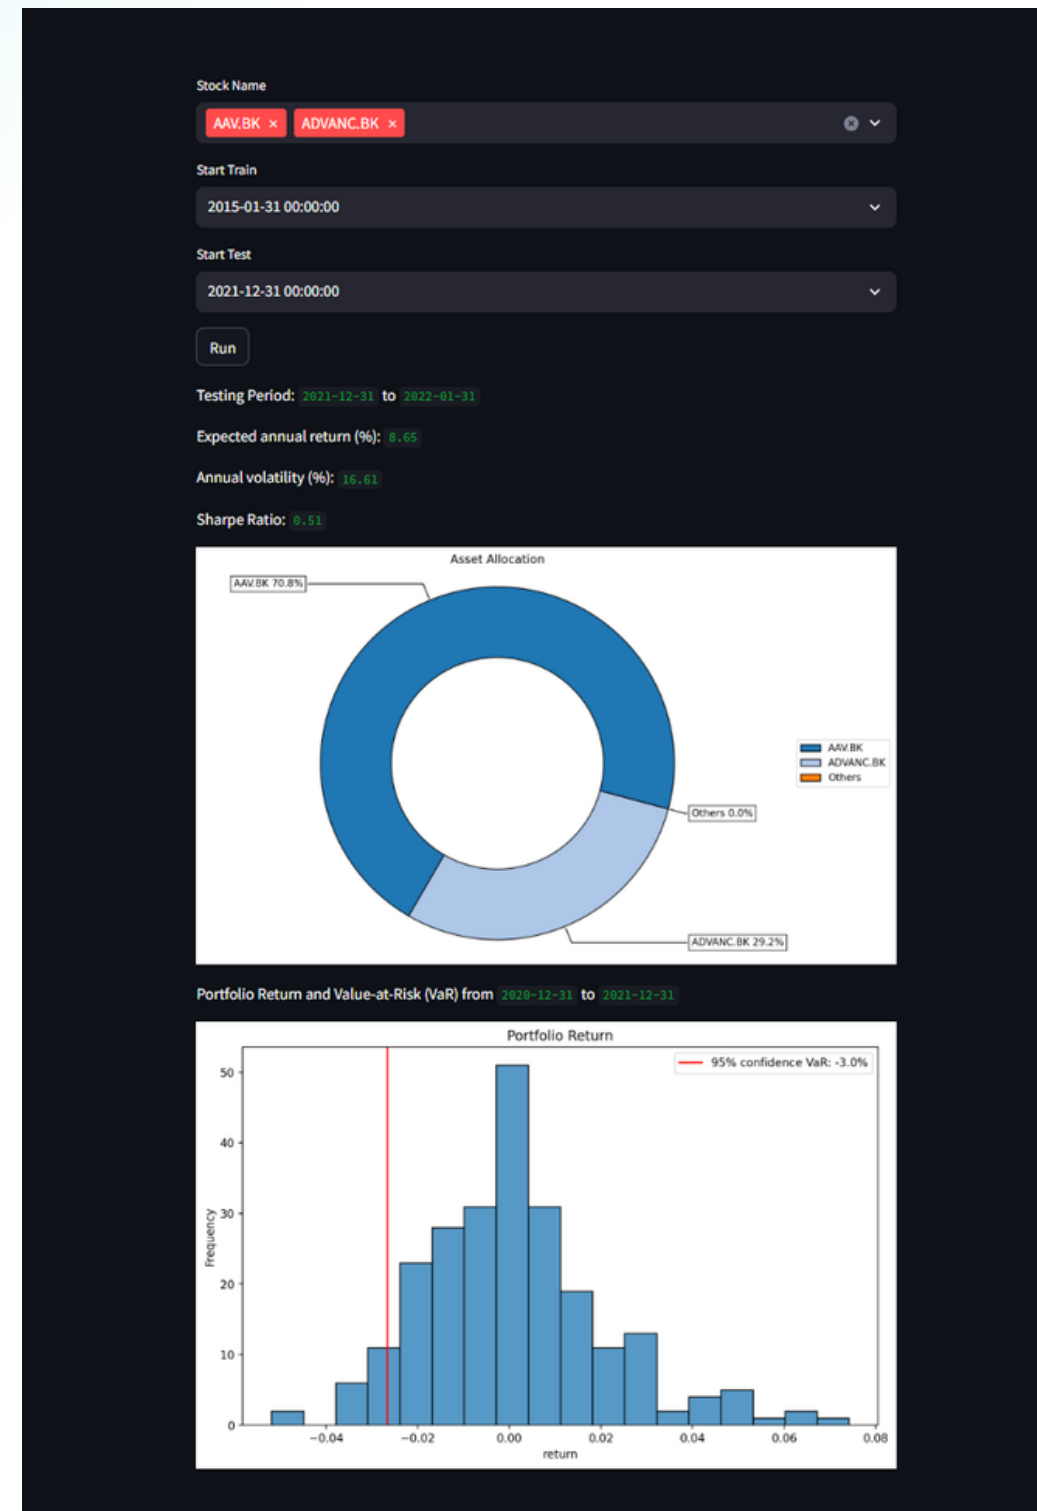 Stock Name
AAV.BK × ADVANC.BK ×
Start Train
2015-01-31 00:00:00
Start Test
2021-12-31 00:00:00
Run
Testing Period: 2021-12-31 to 2022-01-31
Expected annual return (%): 8.65
Annual volatility (%): 16.61
Sharpe Ratio: 0.51
Asset Allocation
AAV.BK 70.8%
AAV.BK
ADVANC.BK
Others
Others 0.0%
ADVANC.BK 29.2%
Portfolio Return and Value-at-Risk (VaR) from 2020-12-31 to 2021-12-31
Portfolio Return
95% confidence VaR: -3.0%
50
40
30
20
10
0
Frequency
−0.04 −0.02 0.00 0.02 0.04 0.06 0.08
return